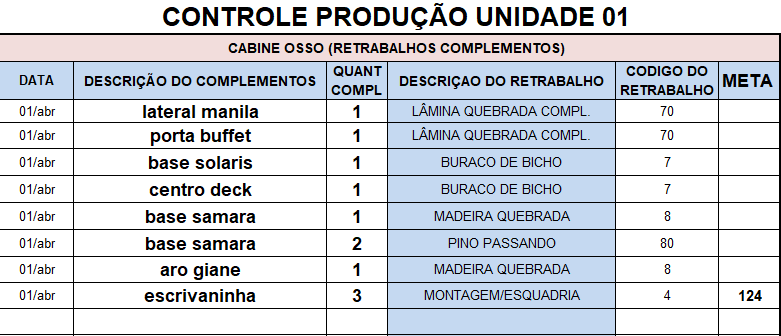 CONTROLE PRODUÇÃO UNIDADE 01
CABINE OSSO (RETRABALHOS COMPLEMENTOS)
DATA DESCRIÇÃO DO COMPLEMENTOS QUANT COMPL DESCRIÇAO DO RETRABALHO CODIGO DO RETRABALHO META
01/abr lateral manila 1 LÂMINA QUEBRADA COMPL. 70
01/abr porta buffet 1 LÂMINA QUEBRADA COMPL. 70
01/abr base solaris 1 BURACO DE BICHO 7
01/abr centro deck 1 BURACO DE BICHO 7
01/abr base samara 1 MADEIRA QUEBRADA 8
01/abr base samara 2 PINO PASSANDO 80
01/abr aro giane 1 MADEIRA QUEBRADA 8
01/abr escrivaninha 3 MONTAGEM/ESQUADRIA 4 124